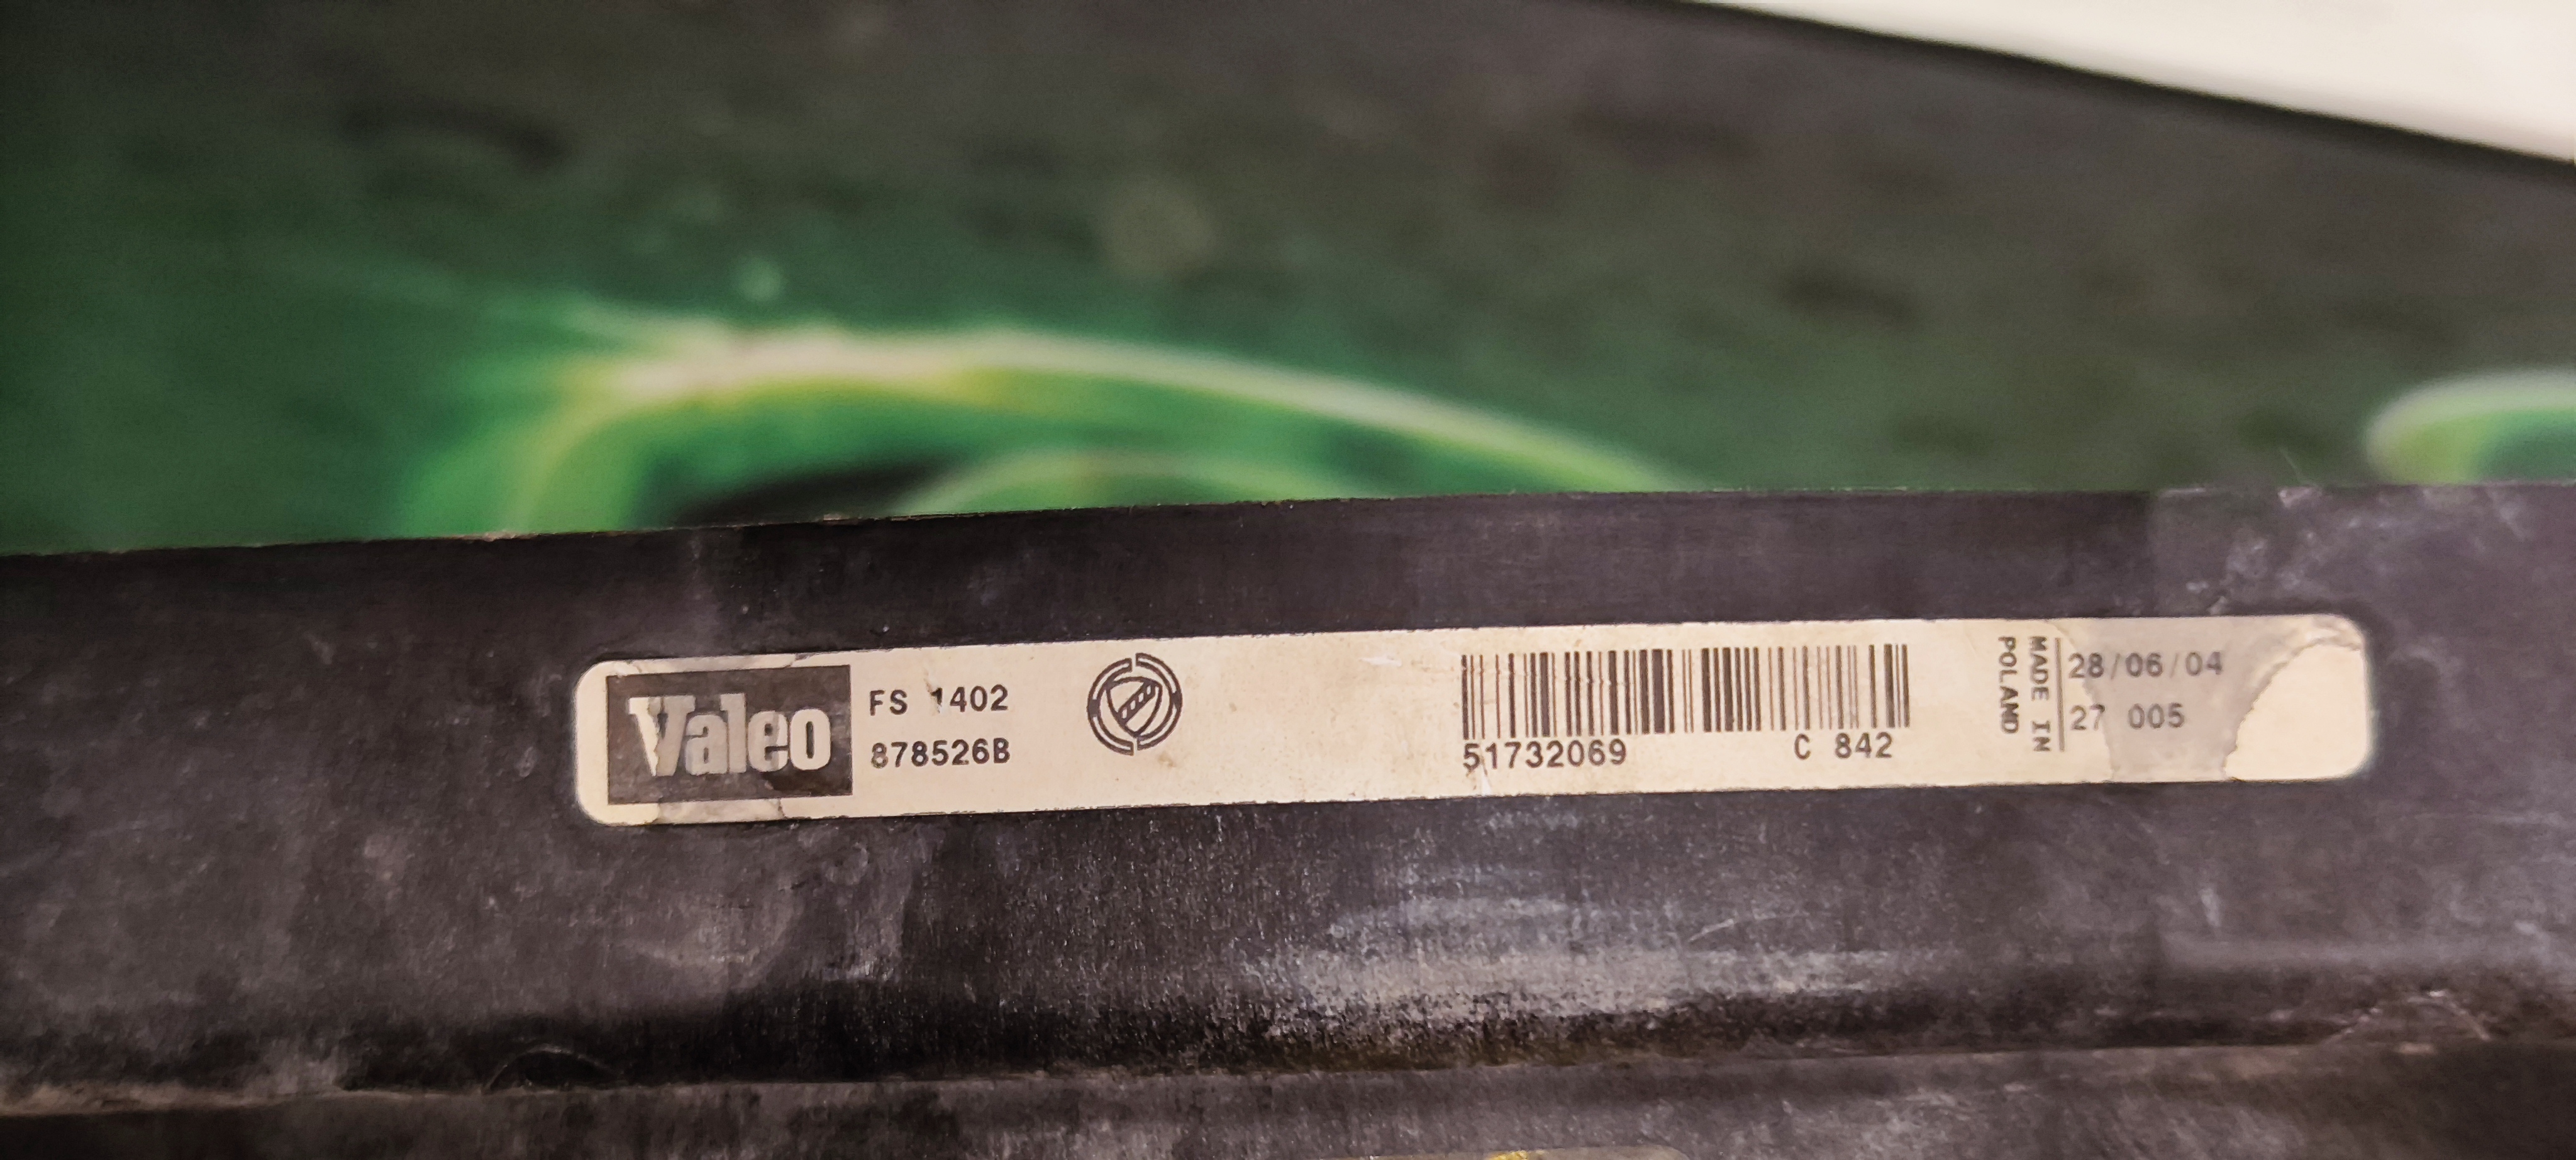 Valeo
FS 1402
878526B
51732069
C 842
MADE IN
POLAND
28/06/04
27 005